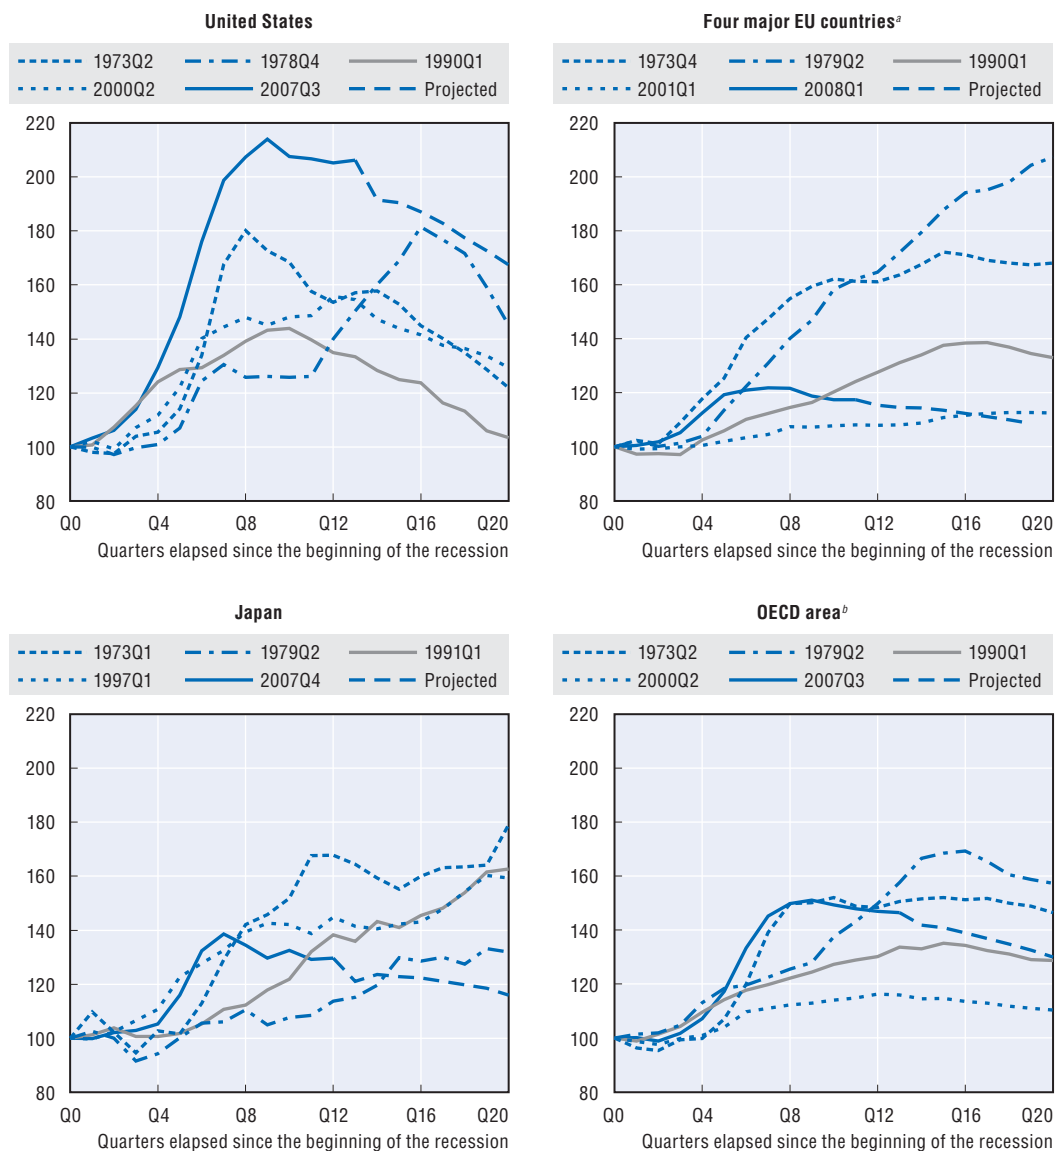 United States
1973Q2 1978Q4 1990Q1
2000Q2 2007Q3 Projected
220
200
180
160
140
120
100
80
Q0 Q4 Q8 Q12 Q16 Q20
Quarters elapsed since the beginning of the recession
Four major EU countries a
1973Q4 1979Q2 1990Q1
2001Q1 2008Q1 Projected
220
200
180
160
140
120
100
80
Q0 Q4 Q8 Q12 Q16 Q20
Quarters elapsed since the beginning of the recession
Japan
1973Q1 1979Q2 1991Q1
1997Q1 2007Q4 Projected
220
200
180
160
140
120
100
80
Q0 Q4 Q8 Q12 Q16 Q20
Quarters elapsed since the beginning of the recession
OECD area b
1973Q2 1979Q2 1990Q1
2000Q2 2007Q3 Projected
220
200
180
160
140
120
100
80
Q0 Q4 Q8 Q12 Q16 Q20
Quarters elapsed since the beginning of the recession